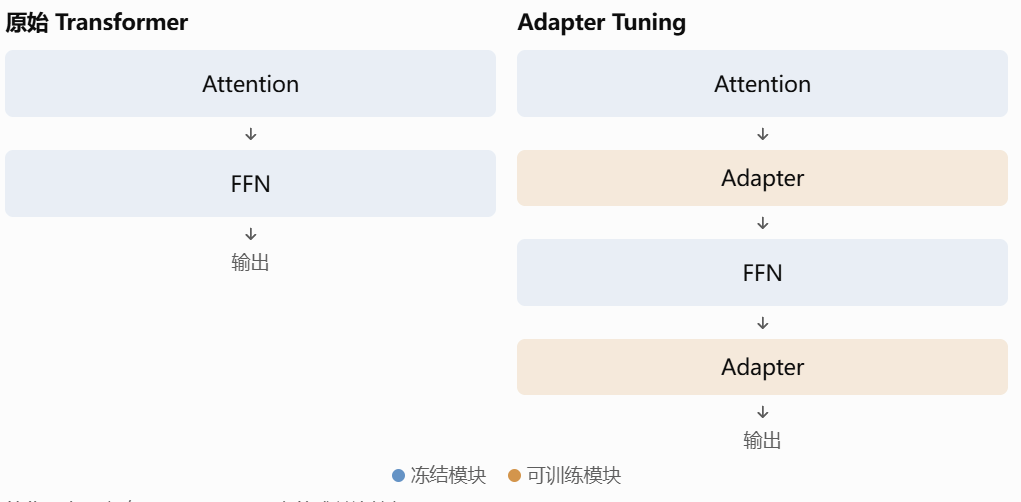 原始 Transformer
Attention
↓
FFN
↓
输出
Adapter Tuning
Attention
↓
Adapter
↓
FFN
↓
Adapter
↓
输出
冻结模块
可训练模块